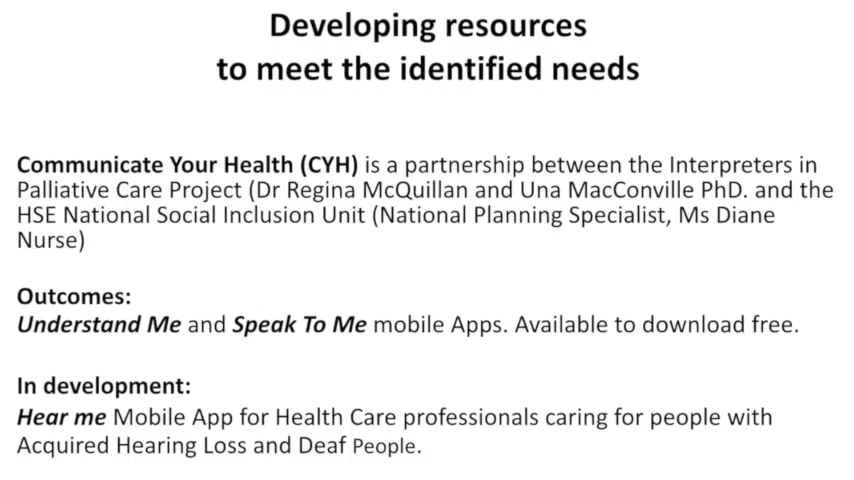 Developing resources
to meet the identified needs
Communicate Your Health (CYH) is a partnership between the Interpreters in
Palliative Care Project (Dr Regina McQuillan and Una MacConville PhD. and the
HSE National Social Inclusion Unit (National Planning Specialist, Ms Diane
Nurse)
Outcomes:
Understand Me and Speak To Me mobile Apps. Available to download free.
In development:
Hear me Mobile App for Health Care professionals caring for people with
Acquired Hearing Loss and Deaf People.